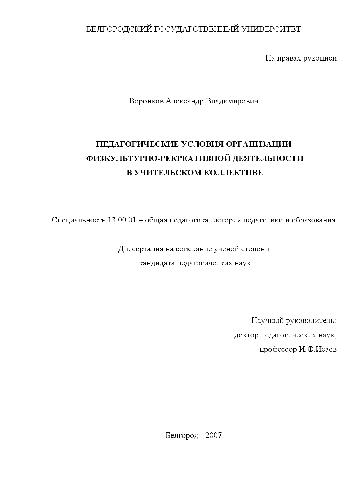 БЕЛГОРОДСКИЙ ГОСУДАРСТВЕННЫЙ УНИВЕРСИТЕТ
На правах рукописи
Воронков Александр Владимирович
ПЕДАГОГИЧЕСКИЕ УСЛОВИЯ ОРГАНИЗАЦИИ
ФИЗКУЛЬТУРНО-РЕКРЕАТИВНОЙ ДЕЯТЕЛЬНОСТИ
В УЧИТЕЛЬСКОМ КОЛЛЕКТИВЕ
Специальность 13.00.01 – общая педагогика, история педагогики и образования
Диссертация на соискание ученой степени
кандидата педагогических наук
Научный руководитель:
доктор педагогических наук,
профессор И.Ф.Исаев
Белгород - 2007